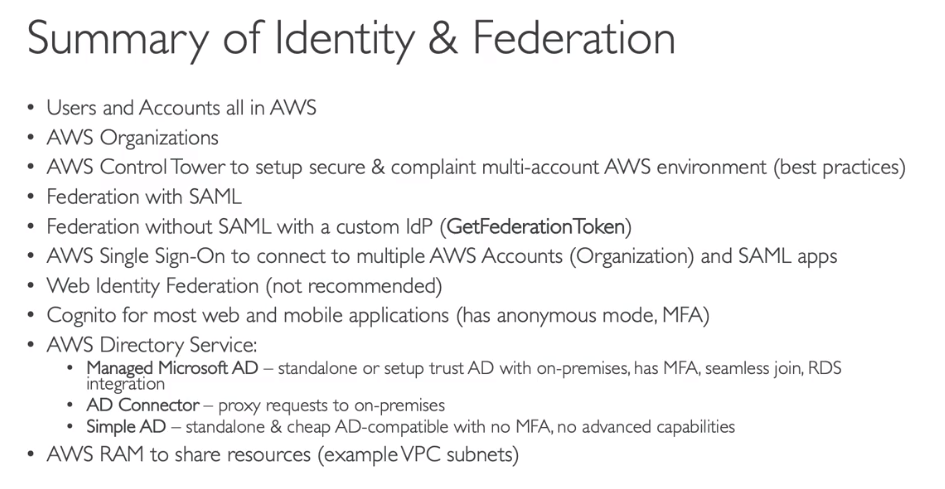 Summary of Identity & Federation
• Users and Accounts all in AWS
• AWS Organizations
• AWS Control Tower to setup secure & complaint multi-account AWS environment (best practices)
• Federation with SAML
• Federation without SAML with a custom IdP (GetFederationToken)
• AWS Single Sign-On to connect to multiple AWS Accounts (Organization) and SAML apps
• Web Identity Federation (not recommended)
• Cognito for most web and mobile applications (has anonymous mode, MFA)
• AWS Directory Service:
• Managed Microsoft AD – standalone or setup trust AD with on-premises, has MFA, seamless join, RDS
integration
• AD Connector – proxy requests to on-premises
• Simple AD – standalone & cheap AD-compatible with no MFA, no advanced capabilities
• AWS RAM to share resources (example VPC subnets)